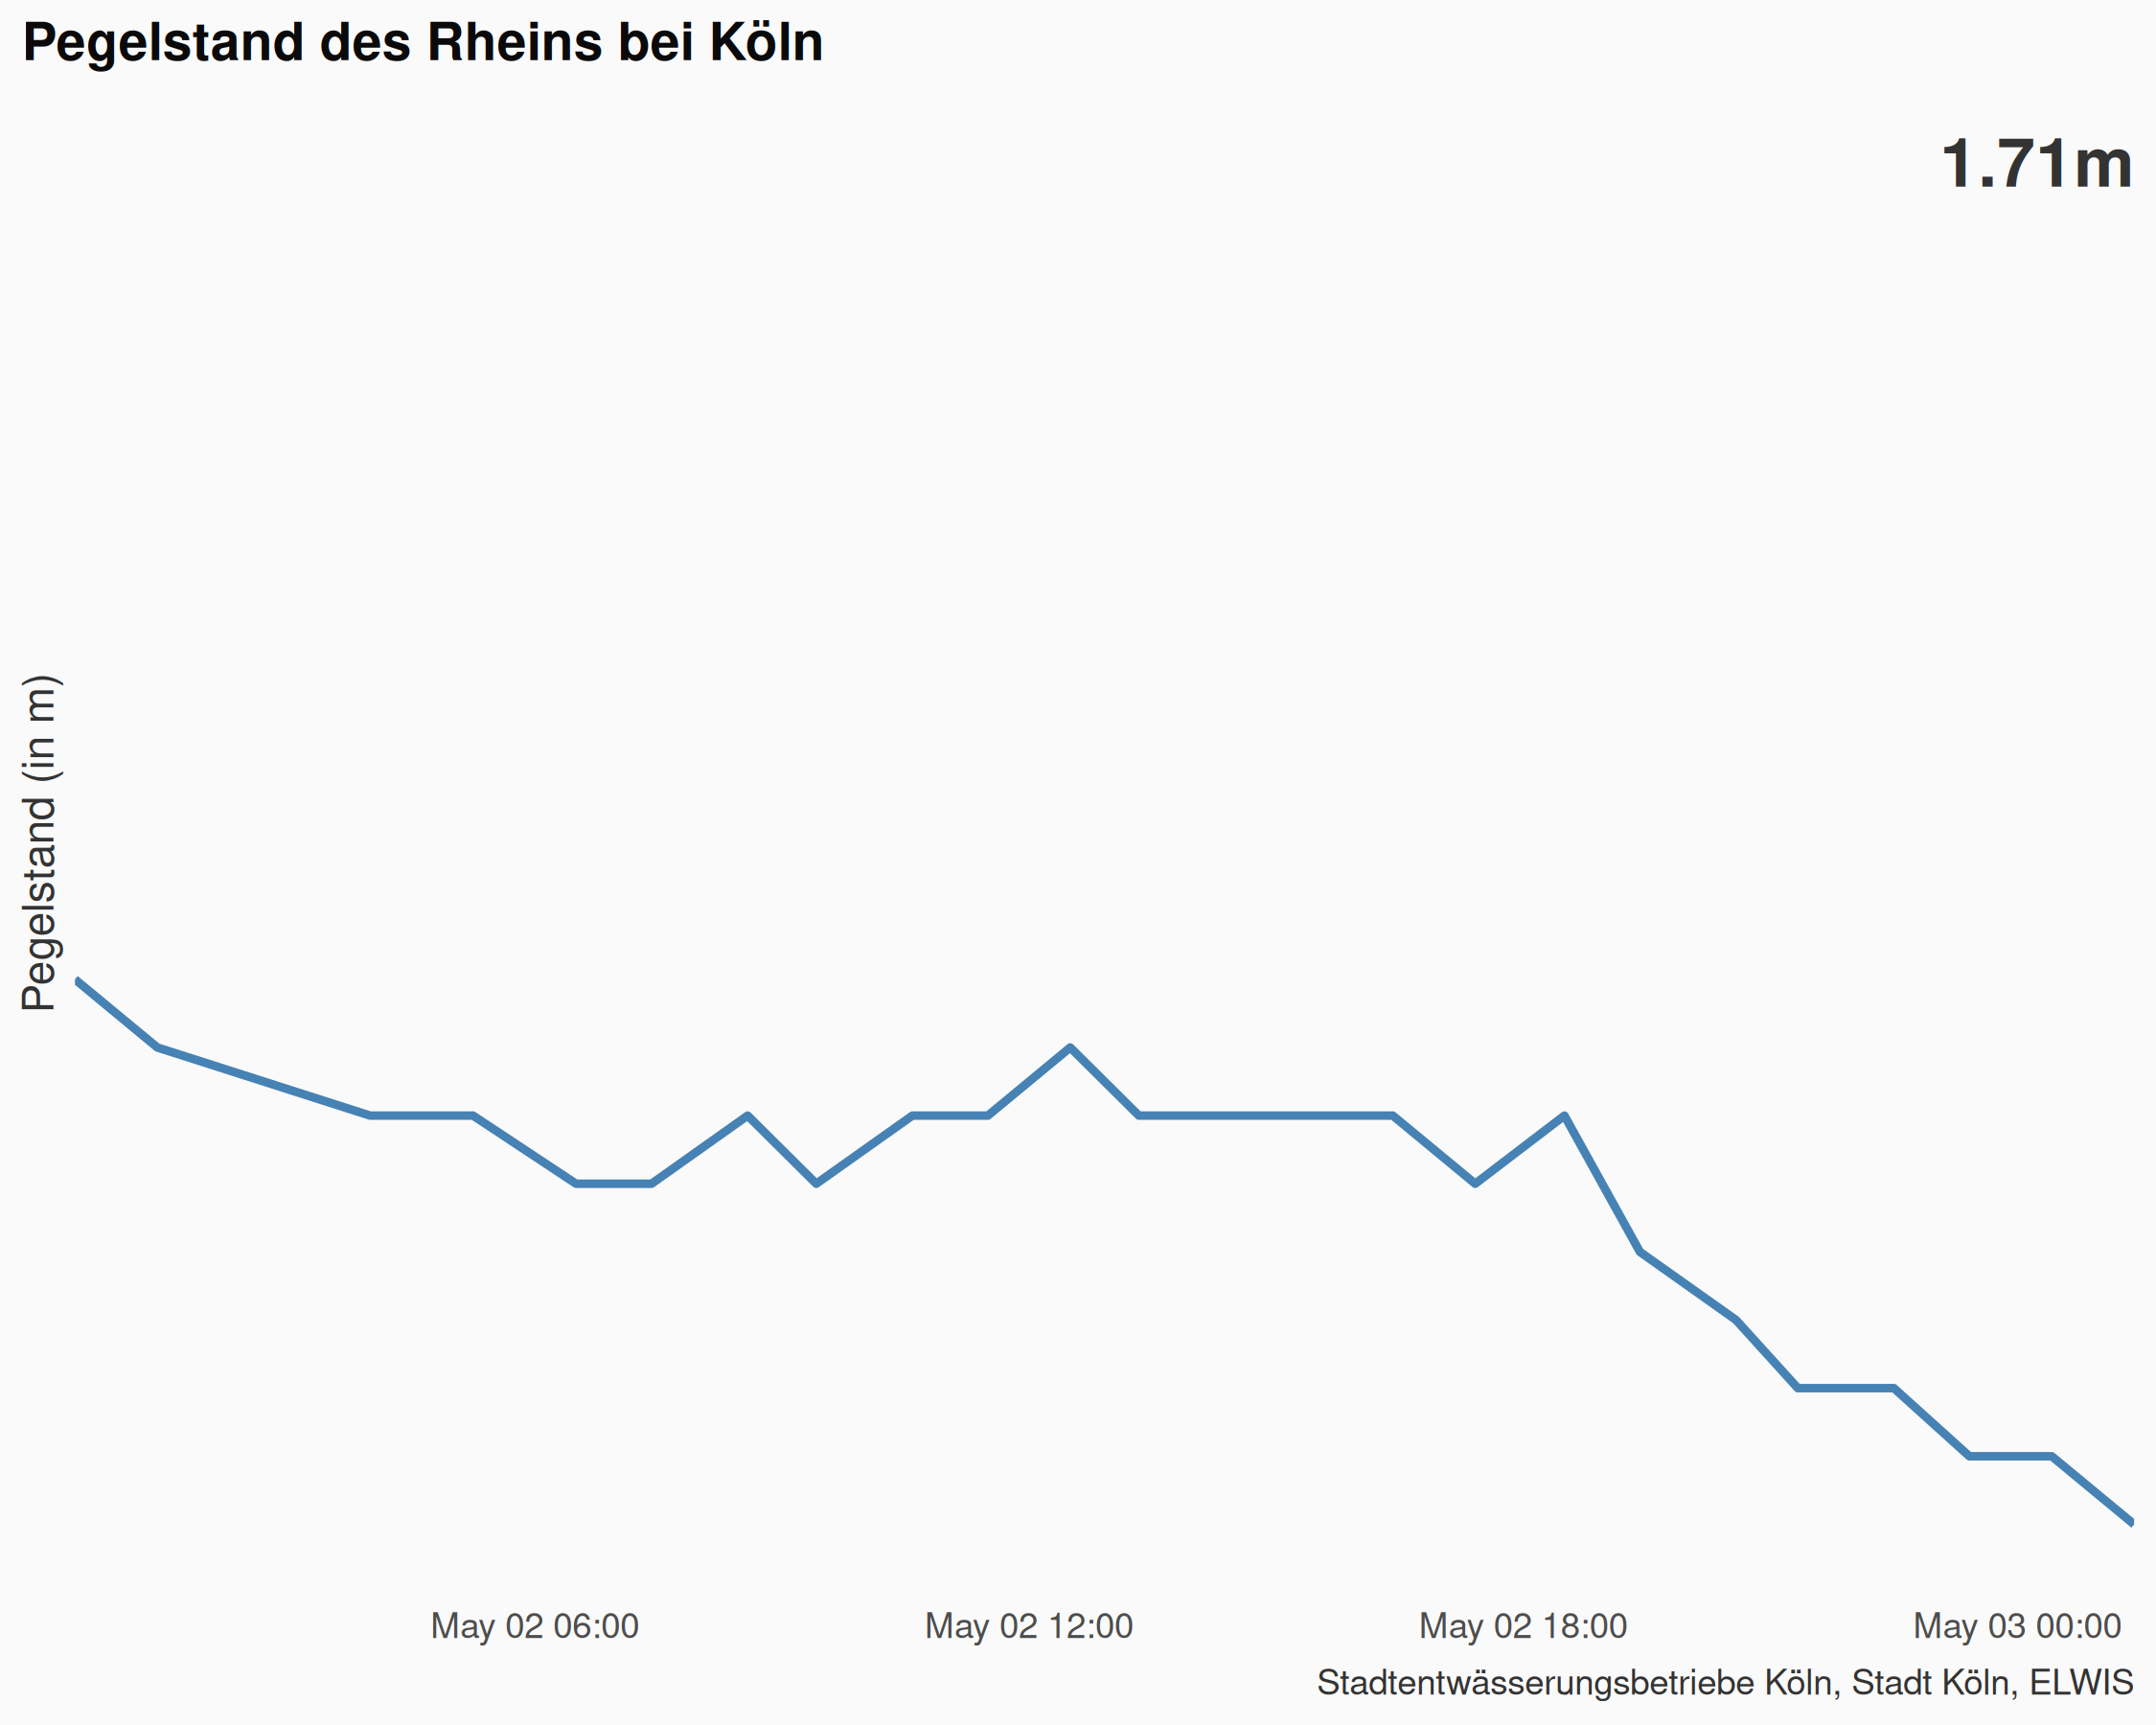 Pegelstand des Rheins bei Köln
1.71m
Pegelstand (in m)
May 02 06:00
May 02 12:00
May 02 18:00
May 03 00:00
Stadtentwässerungsbetriebe Köln, Stadt Köln, ELWIS